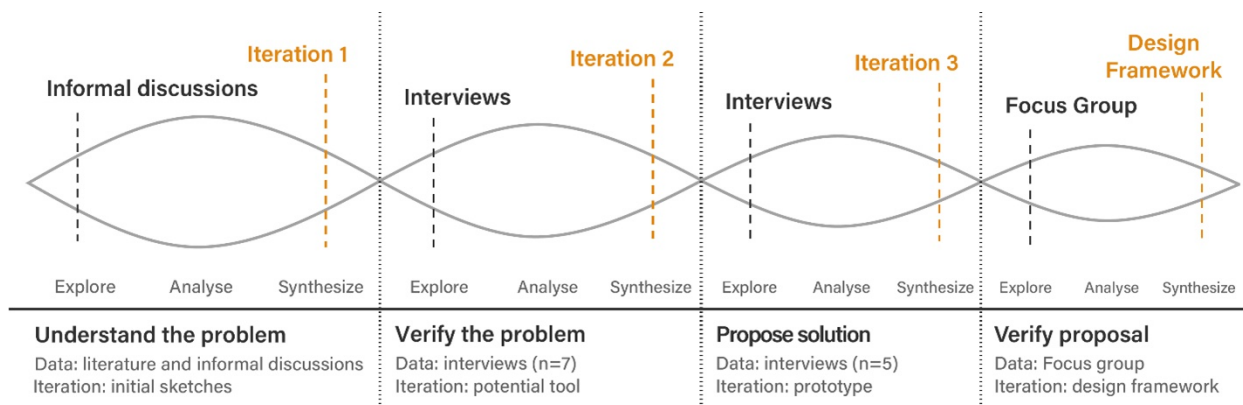 Informal discussions
Iteration 1
Interviews
Iteration 2
Interviews
Iteration 3
Focus Group
Design
Framework
Explore
Analyse
Synthesize
Explore
Analyse
Synthesize
Explore
Analyse
Synthesize
Explore
Analyse
Synthesize
Understand the problem
Data: literature and informal discussions
Iteration: initial sketches
Verify the problem
Data: interviews (n=7)
Iteration: potential tool
Propose solution
Data: interviews (n=5)
Iteration: prototype
Verify proposal
Data: Focus group
Iteration: design framework